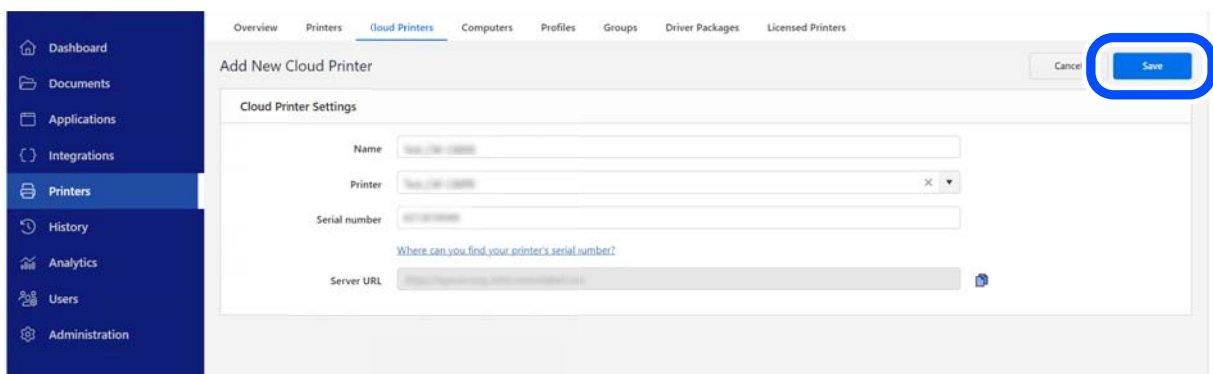 Overview Printers Cloud Printers Computers Profiles Groups Driver Packages Licensed Printers
Dashboard
Documents
Applications
Integrations
Printers
History
Analytics
Users
Administration
Add New Cloud Printer
Save
Cloud Printer Settings
Name
Printer
Serial number
Where can you find your printer's serial number?
Server URL